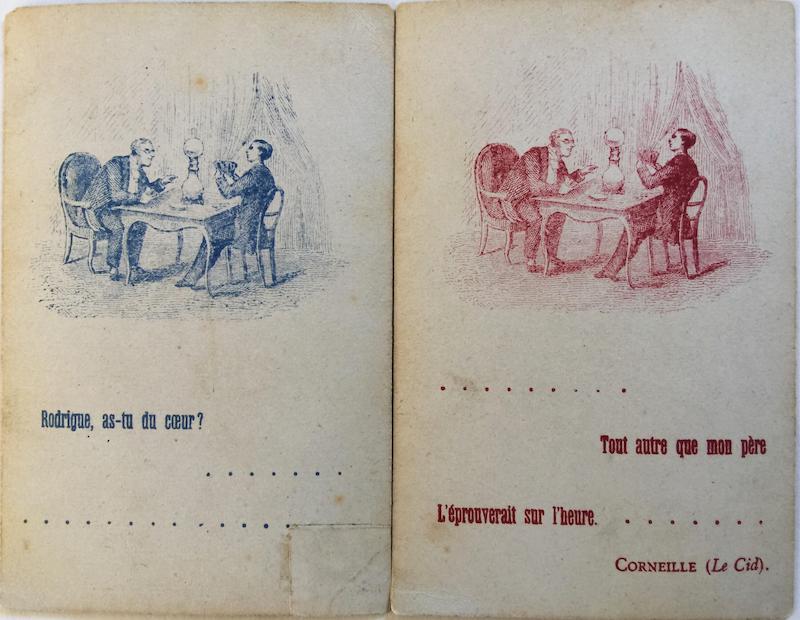 Rodrigue, as-tu du cœur?
. . . . . . .
. . . . . . . . . . . . . . . . .
. . . . . . . . .
Tout autre que mon père
L'éprouverait sur l'heure. . . . . . . .
CORNEILLE (Le Cid).